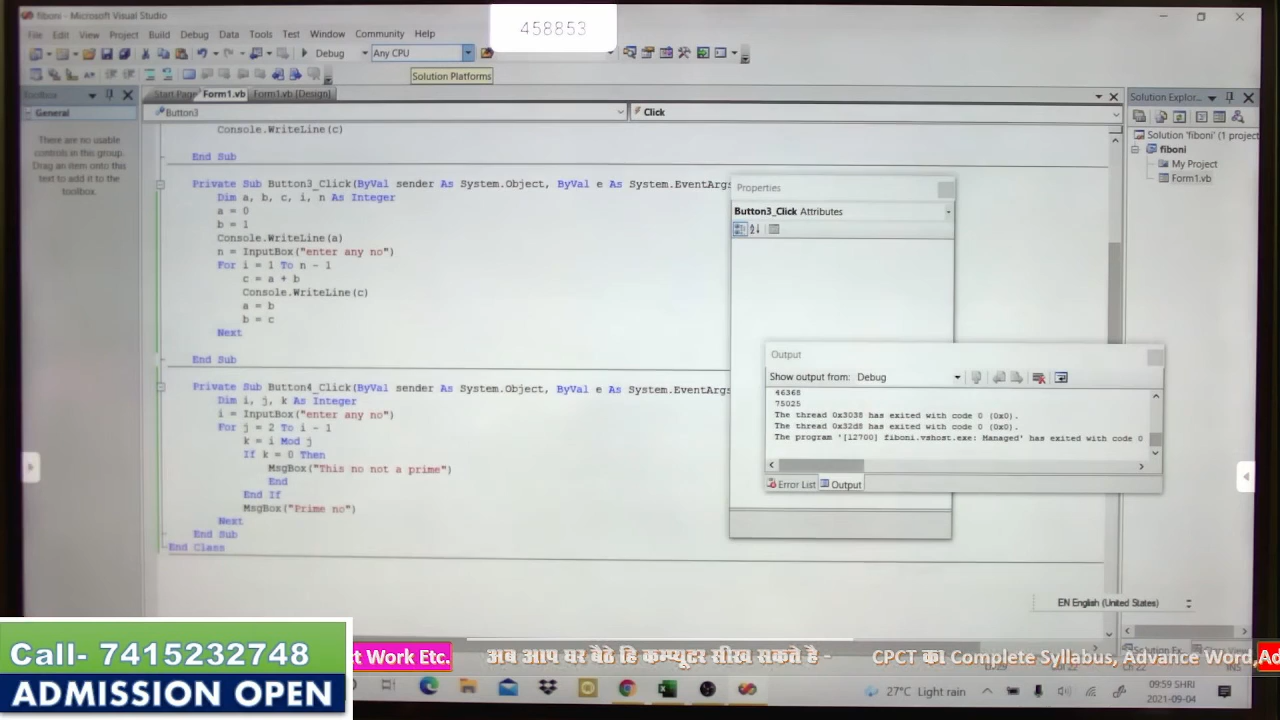 fiboni - Microsoft Visual Studio
458853
File Edit View Project Build Debug Data Tools Test Window Community Help
Debug Any CPU
Solution Platforms
Toolbox
Start Page Form1.vb Form1.vb [Design]
Solution Explor...
General
Button3 Click
There are no usable
controls in this group.
Drag an item onto this
text to add it to the
toolbox.
Solution 'fiboni' (1 project
fiboni
My Project
Form1.vb
Console.WriteLine(c)
End Sub
Private Sub Button3_Click(ByVal sender As System.Object, ByVal e As System.EventArgs
Dim a, b, c, i, n As Integer
a = 0
b = 1
Console.WriteLine(a)
n = InputBox("enter any no")
For i = 1 To n - 1
c = a + b
Console.WriteLine(c)
a = b
b = c
Next
End Sub
Private Sub Button4_Click(ByVal sender As System.Object, ByVal e As System.EventArgs
Dim i, j, k As Integer
i = InputBox("enter any no")
For j = 2 To i - 1
k = i Mod j
If k = 0 Then
MsgBox("This no not a prime")
End
End If
MsgBox("Prime no")
Next
End Sub
End Class
Properties
Button3_Click Attributes
Output
Show output from: Debug
46368
75025
The thread 0x3038 has exited with code 0 (0x0).
The thread 0x32d8 has exited with code 0 (0x0).
The program '[12700] fiboni.vshost.exe: Managed' has exited with code 0
Error List Output
EN English (United States)
Call- 7415232748
ADMISSION OPEN
ct Work Etc. अब आप घर बैठे हि कम्प्यूटर सीख सकते है - CPCT का Complete Syllabus, Advance Word, Ad
27°C Light rain
09:59 SHRI
2021-09-04